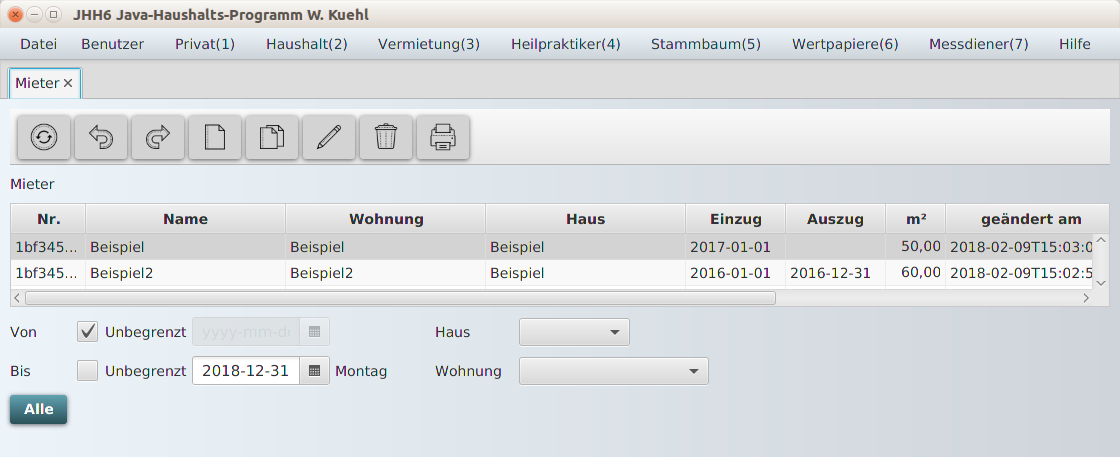 JHH6 Java-Haushalts-Programm W. Kuehl
Datei Benutzer Privat(1) Haushalt(2) Vermietung(3) Heilpraktiker(4) Stammbaum(5) Wertpapiere(6) Messdiener(7) Hilfe
Mieter
Mieter
Nr. Name Wohnung Haus Einzug Auszug m² geändert am
1bf345... Beispiel Beispiel Beispiel 2017-01-01 50,00 2018-02-09T15:03:0
1bf345... Beispiel2 Beispiel2 Beispiel 2016-01-01 2016-12-31 60,00 2018-02-09T15:02:5
Von Unbegrenzt yyyy-mm-d Haus
Bis Unbegrenzt 2018-12-31 Montag Wohnung
Alle